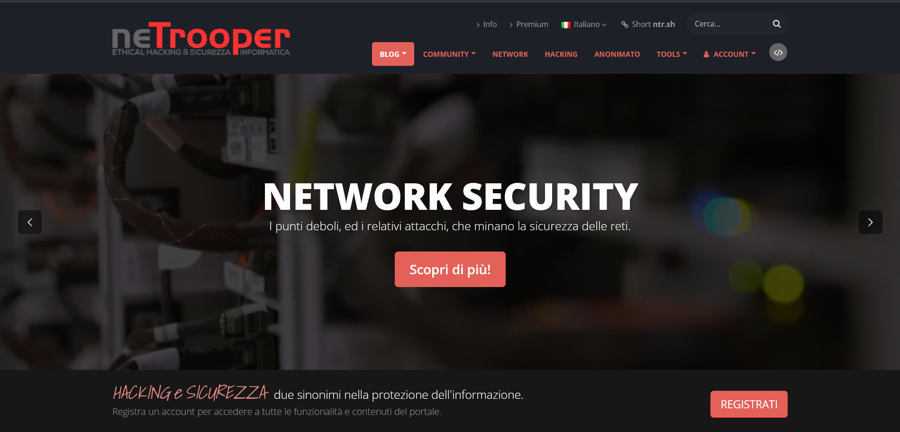 neTrooper
ETHICAL HACKING & SICUREZZA INFORMATICA
Info Premium Italiano Short ntr.sh Cerca...
BLOG COMMUNITY NETWORK HACKING ANONIMATO TOOLS ACCOUNT
NETWORK SECURITY
I punti deboli, ed i relativi attacchi, che minano la sicurezza delle reti.
Scopri di più!
HACKING e SICUREZZA due sinonimi nella protezione dell'informazione.
Registra un account per accedere a tutte le funzionalità e contenuti del portale.
REGISTRATI